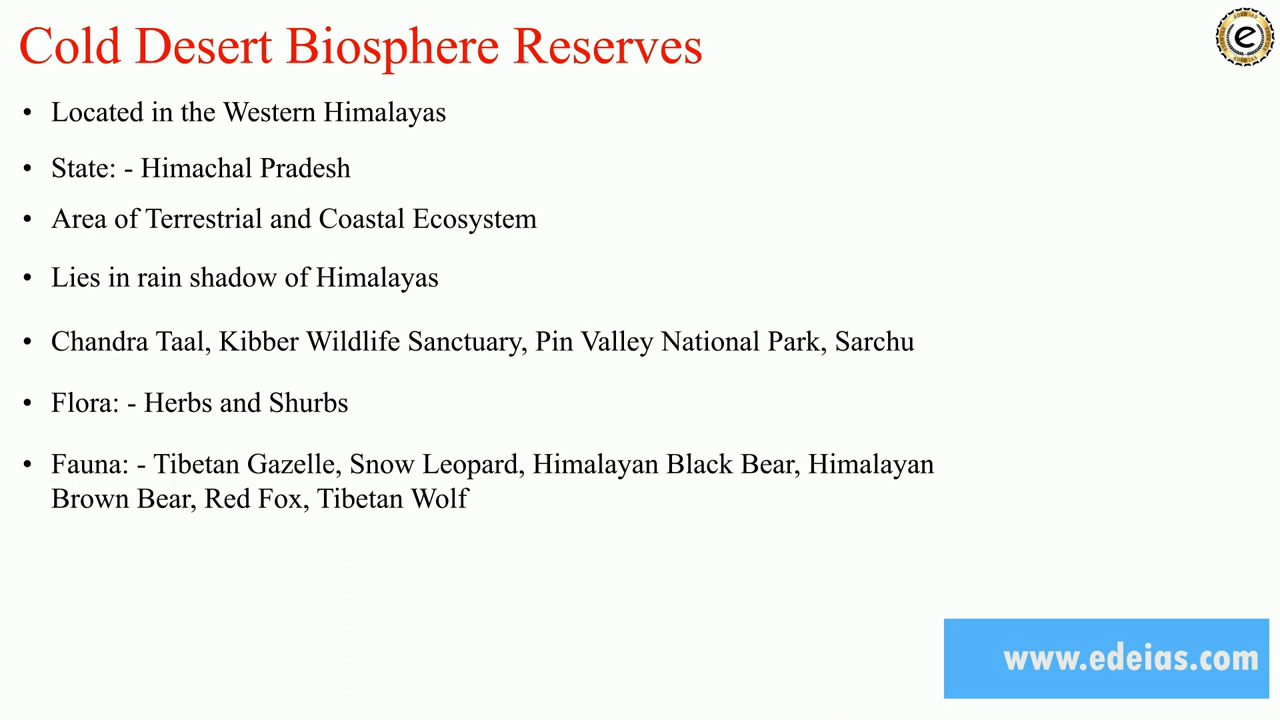 Cold Desert Biosphere Reserves
• Located in the Western Himalayas
• State: - Himachal Pradesh
• Area of Terrestrial and Coastal Ecosystem
• Lies in rain shadow of Himalayas
• Chandra Taal, Kibber Wildlife Sanctuary, Pin Valley National Park, Sarchu
• Flora: - Herbs and Shurbs
• Fauna: - Tibetan Gazelle, Snow Leopard, Himalayan Black Bear, Himalayan
Brown Bear, Red Fox, Tibetan Wolf
www.edeias.com